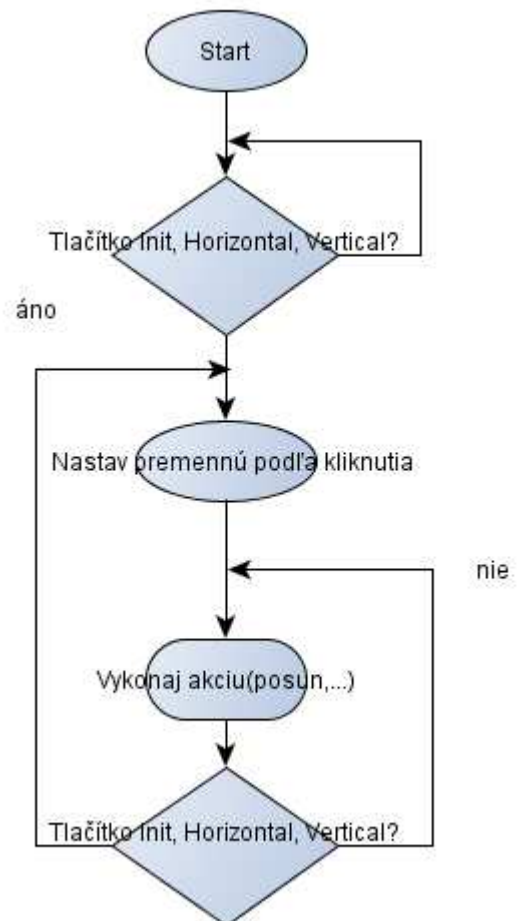 Start
Tlačítko Init, Horizontal, Vertical?
áno
Nastav premennú podľa kliknutia
nie
Vykonaj akciu(posun,...)
Tlačítko Init, Horizontal, Vertical?